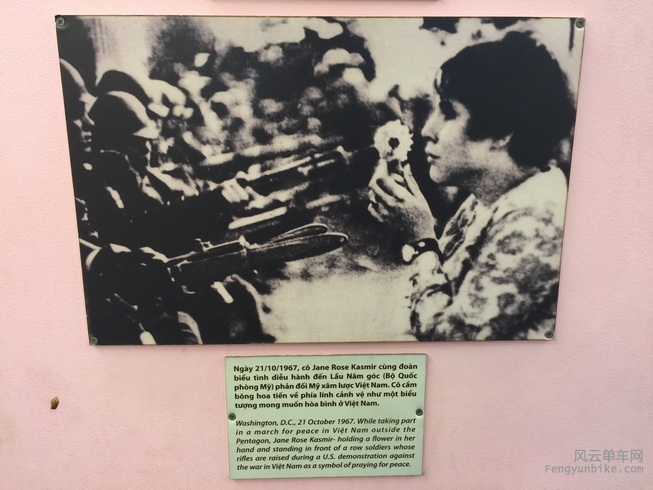 Ngày 21/10/1967, cô Jane Rose Kasmir cùng đoàn
biểu tình diễu hành đến Lầu Năm góc (Bộ Quốc
phòng Mỹ) phản đối Mỹ xâm lược Việt Nam. Cô cầm
bông hoa tiến về phía lính cảnh vệ như một biểu
tượng mong muốn hòa bình ở Việt Nam.
Washington, D.C., 21 October 1967. While taking part
in a march for peace in Việt Nam outside the
Pentagon, Jane Rose Kasmir- holding a flower in her
hand and standing in front of a row soldiers whose
rifles are raised during a U.S. demonstration against
the war in Việt Nam as a symbol of praying for peace.
风云单车网
Fengyunbike.com